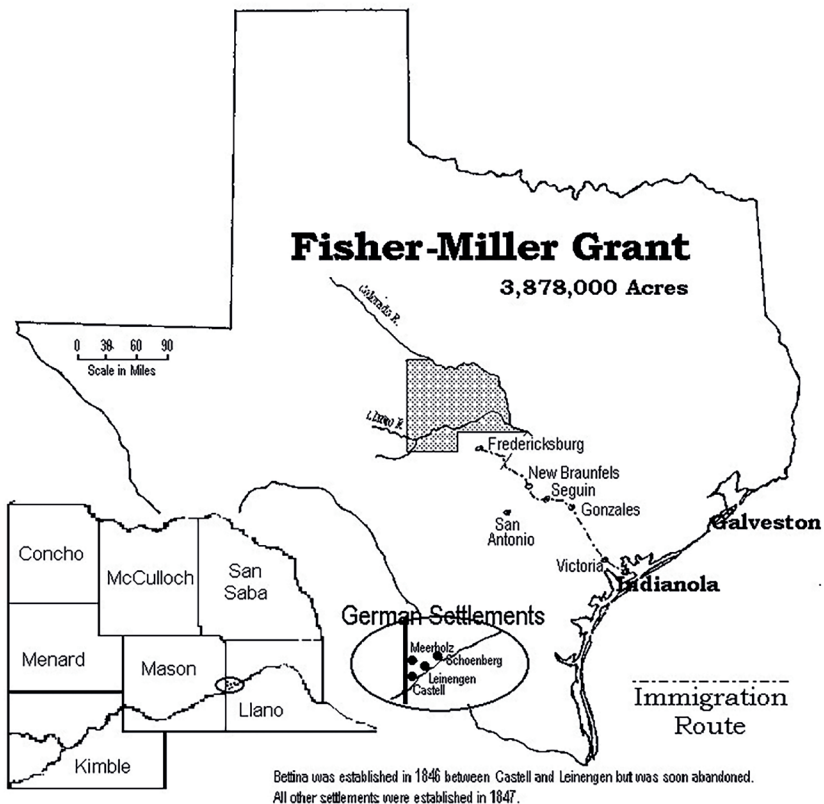 Fisher-Miller Grant
3,878,000 Acres
Colorado R.
0 38 60 90
Scale in Miles
Llano R
Fredericksburg
New Braunfels
Seguin
Gonzales
San
Antonio
Galveston
Victoria
Indianola
Concho
McCulloch
San
Saba
Menard
Mason
Llano
Kimble
German Settlements
Meerholz
Schoenberg
Leinengen
Castell
Immigration
Route
Bettina was established in 1846 between Castell and Leinengen but was soon abandoned.
All other settlements were established in 1847.